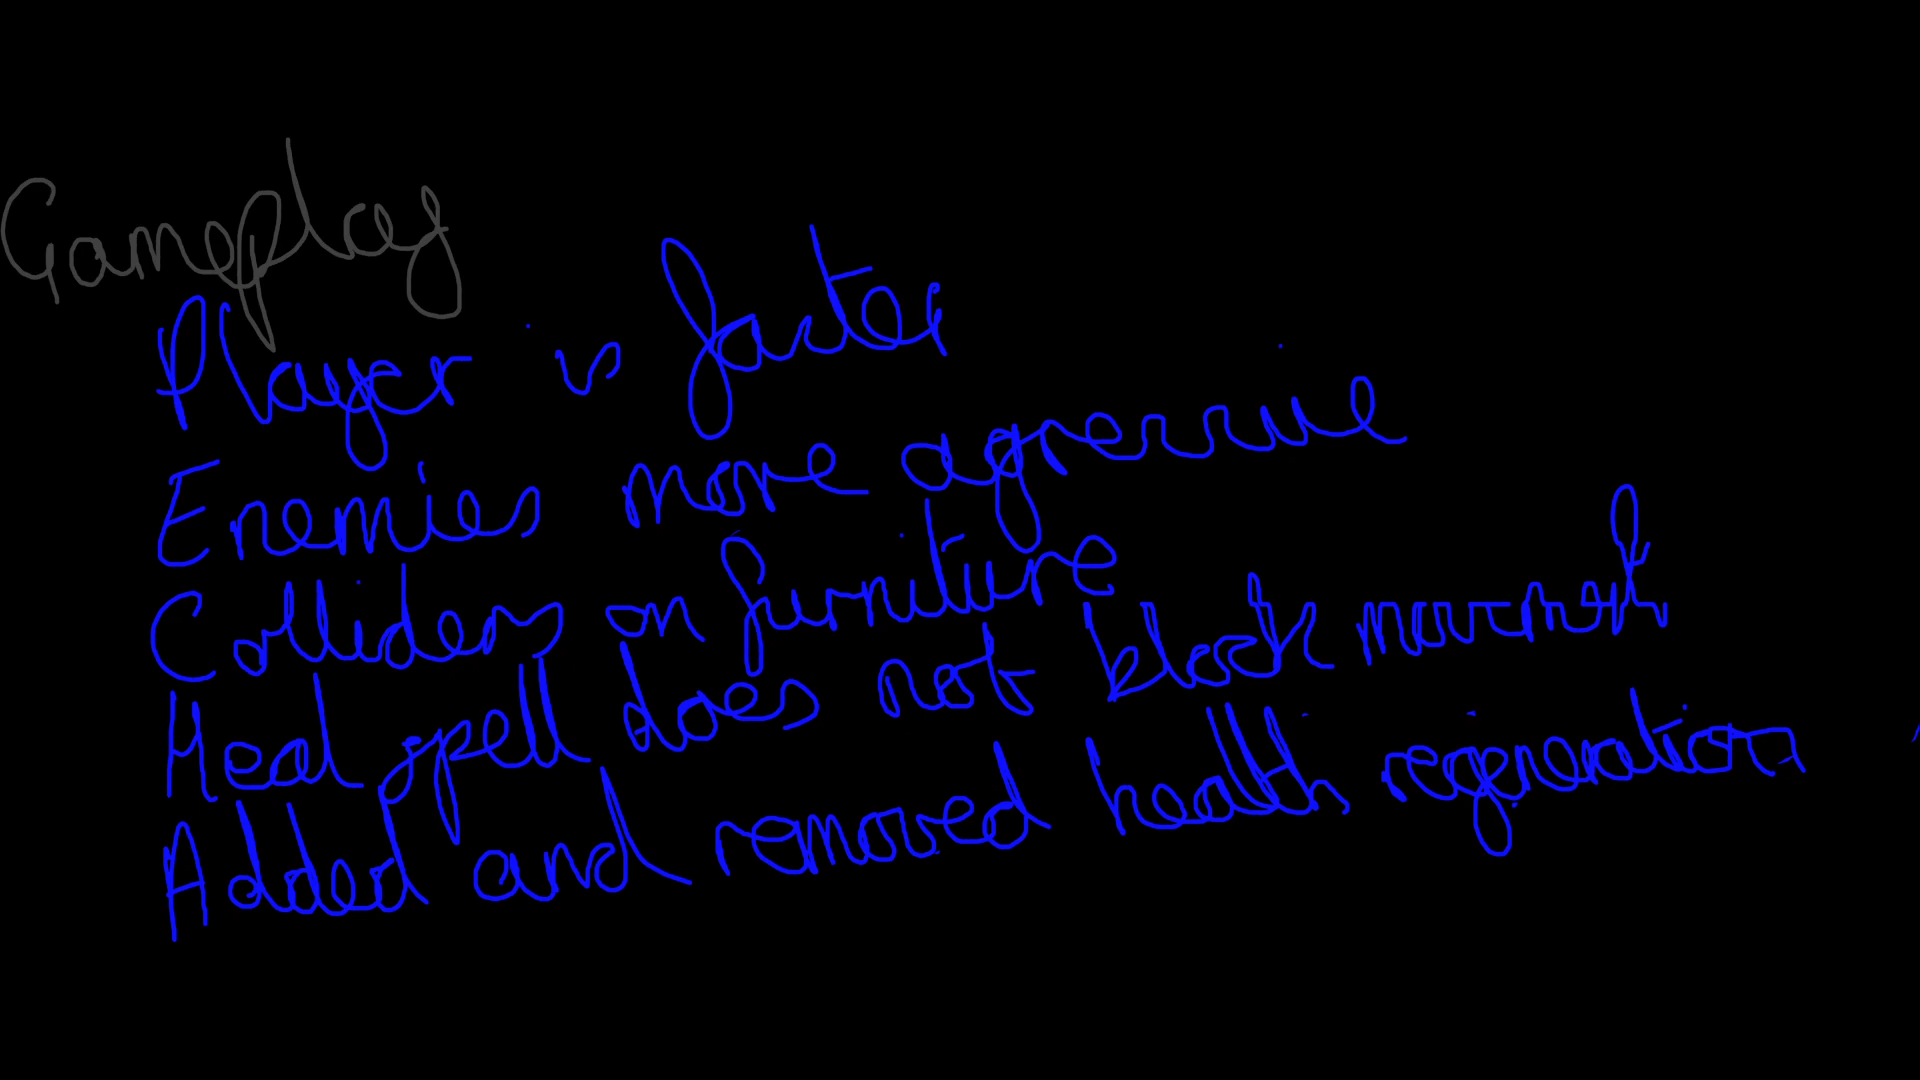 Gameplay
Player is faster
Enemies more agressive
Colliders on furniture
Heal spell does not block movement
Added and removed health regeneration